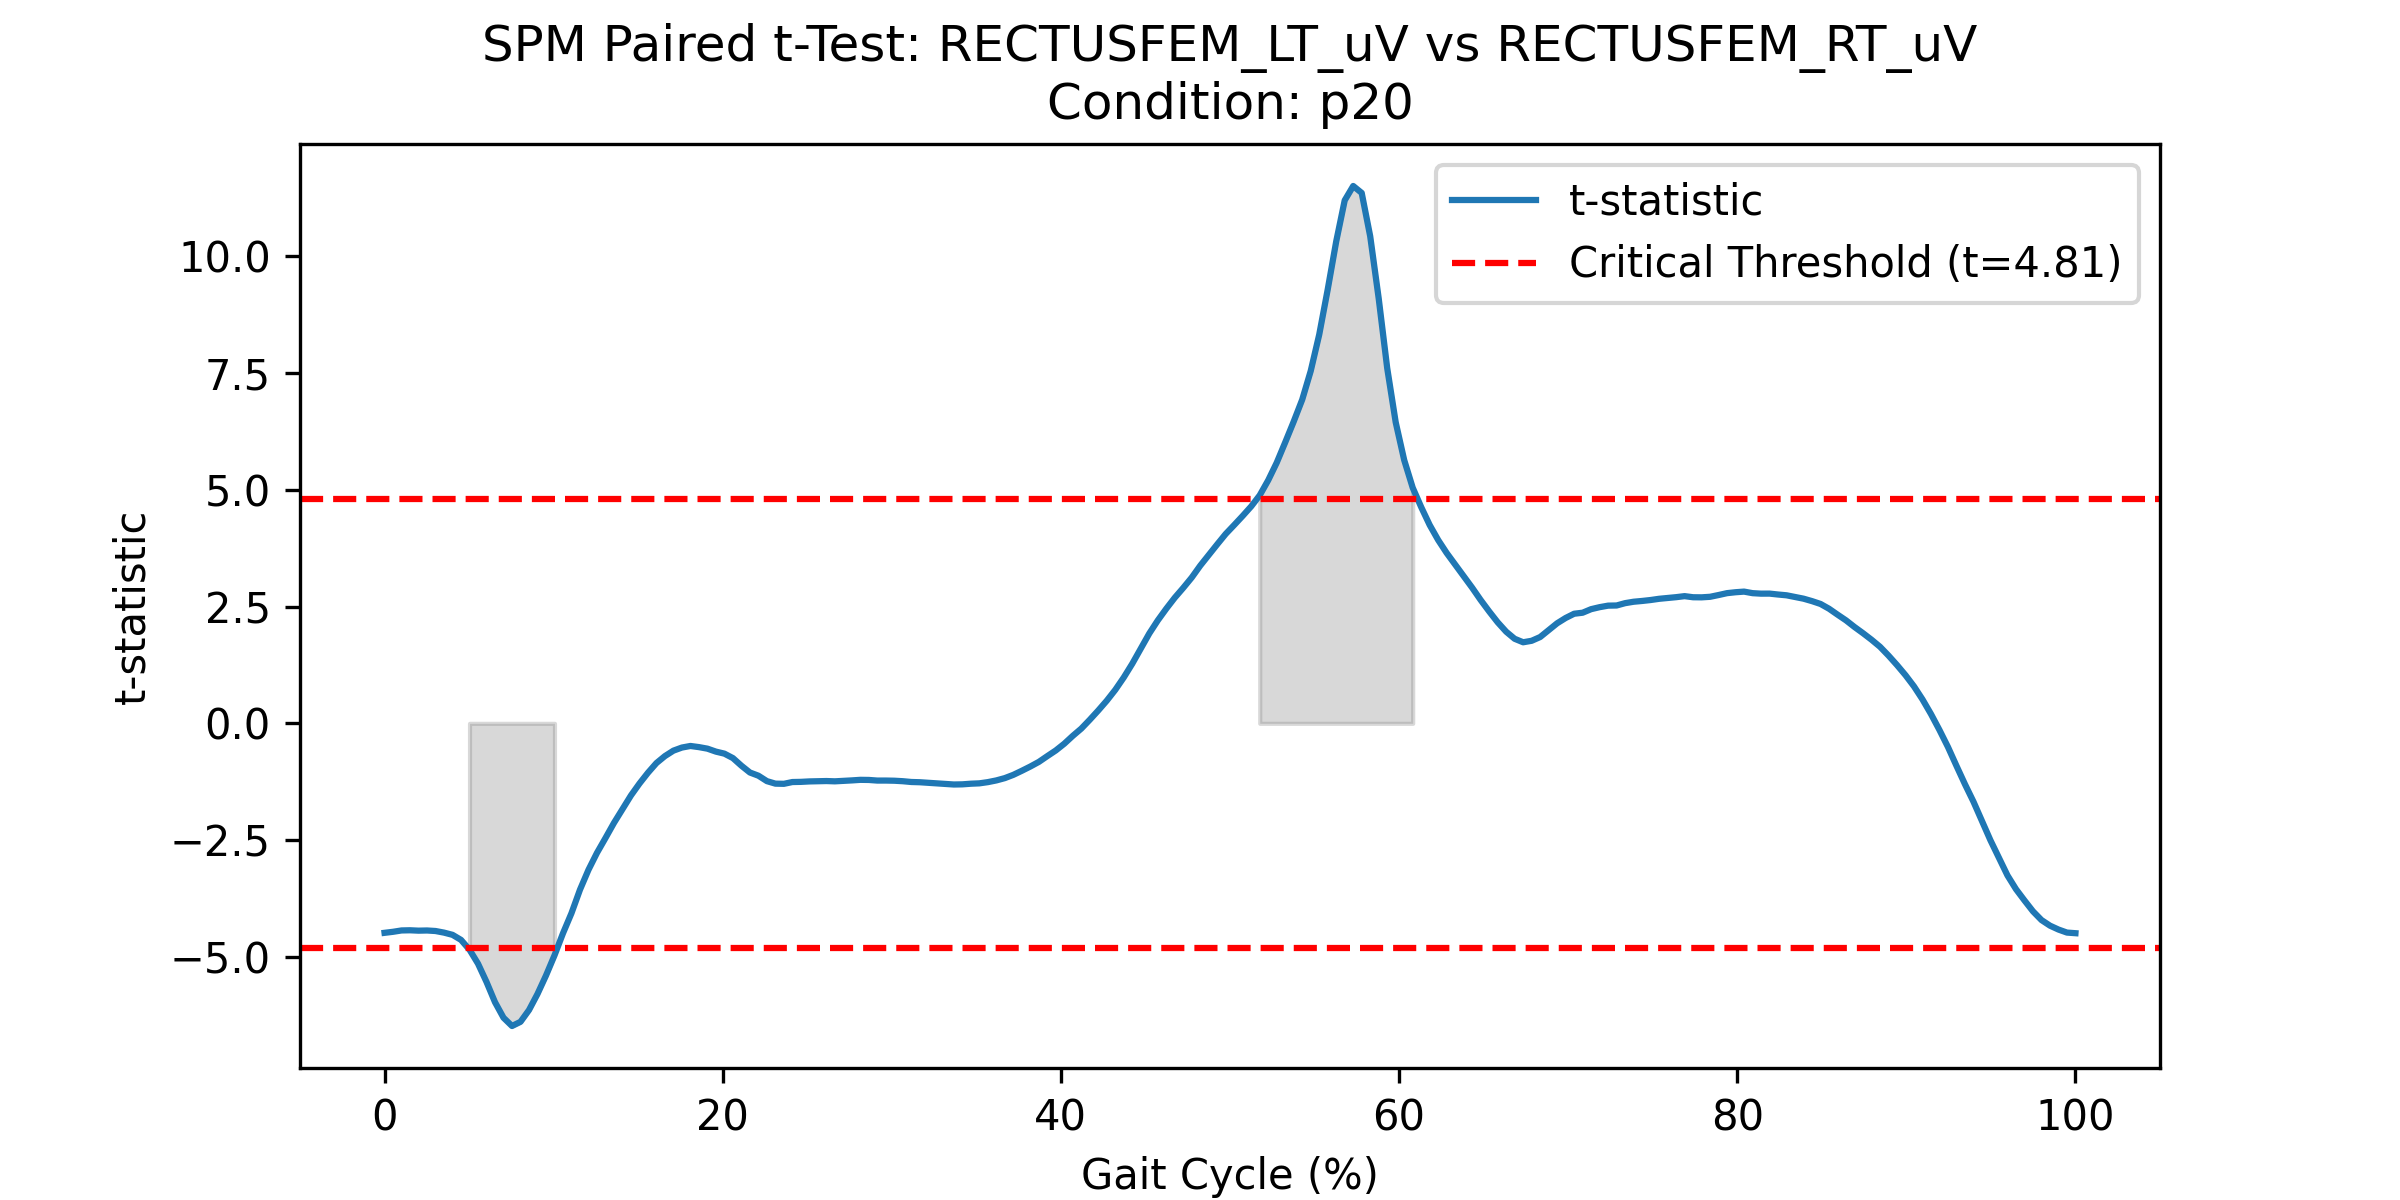 SPM Paired t-Test: RECTUSFEM_LT_uV vs RECTUSFEM_RT_uV
Condition: p20
t-statistic
Critical Threshold (t=4.81)
10.0
7.5
5.0
2.5
0.0
−2.5
−5.0
t-statistic
0 20 40 60 80 100
Gait Cycle (%)